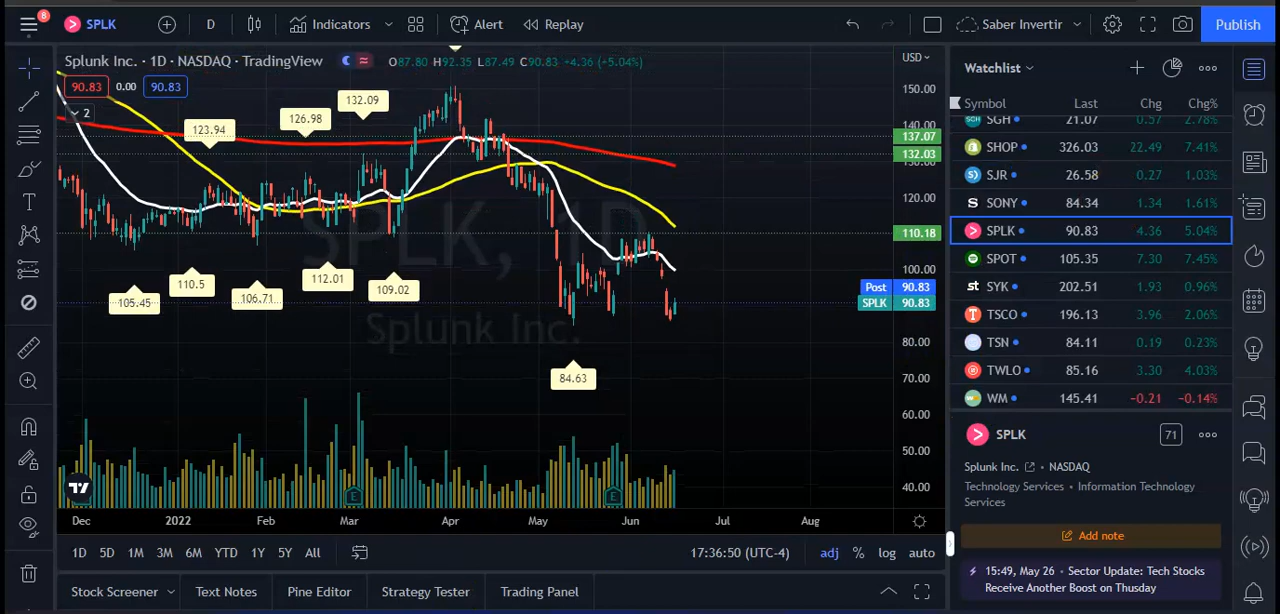 8
SPLK
D
Indicators
Alert
Replay
Saber Invertir
Publish
Splunk Inc. · 1D · NASDAQ · TradingView
O87.80 H92.35 L87.49 C90.83 +4.36 (+5.04%)
90.83 0.00 90.83
2
SPLK, 1D
Splunk Inc.
123.94
126.98
132.09
105.45
110.5
106.71
112.01
109.02
84.63
USD
150.00
140.00
137.07
132.03
130.00
120.00
110.18
100.00
Post 90.83
SPLK 90.83
80.00
70.00
60.00
50.00
40.00
E
E
Dec 2022 Feb Mar Apr May Jun Jul Aug
1D 5D 1M 3M 6M YTD 1Y 5Y All
17:36:50 (UTC-4) adj % log auto
Stock Screener Text Notes Pine Editor Strategy Tester Trading Panel
Watchlist
Symbol Last Chg Chg%
SGH 21.07 0.57 2.78%
SHOP 326.03 22.49 7.41%
SJR 26.58 0.27 1.03%
SONY 84.34 1.34 1.61%
SPLK 90.83 4.36 5.04%
SPOT 105.35 7.30 7.45%
SYK 202.51 1.93 0.96%
TSCO 196.13 3.96 2.06%
TSN 84.11 0.19 0.23%
TWLO 85.16 3.30 4.03%
WM 145.41 −0.21 −0.14%
SPLK
71
Splunk Inc. • NASDAQ
Technology Services • Information Technology
Services
Add note
15:49, May 26 • Sector Update: Tech Stocks
Receive Another Boost on Thusday